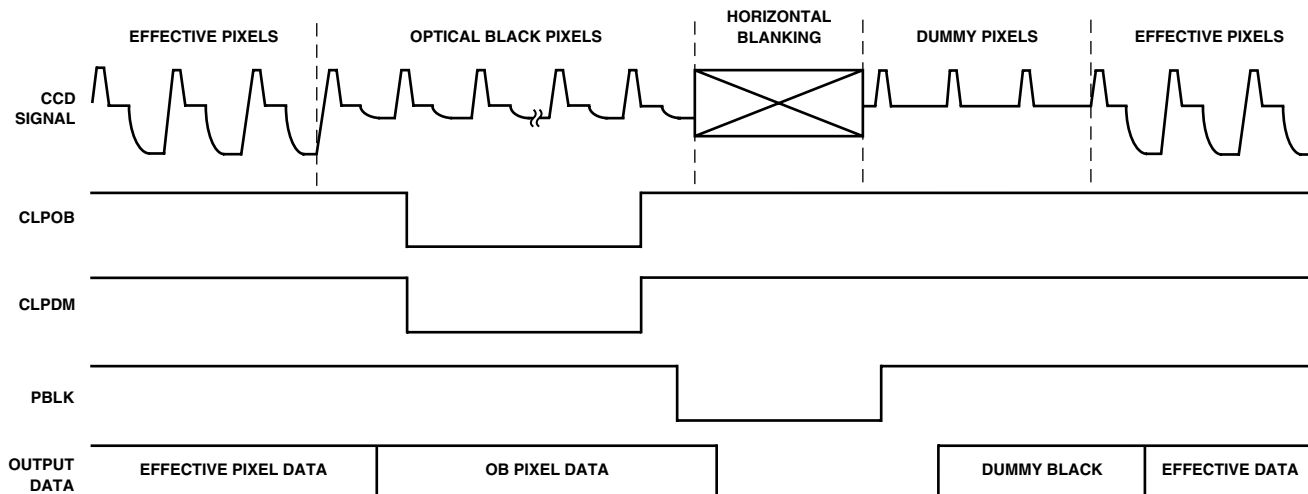 EFFECTIVE PIXELS
OPTICAL BLACK PIXELS
HORIZONTAL
BLANKING
DUMMY PIXELS
EFFECTIVE PIXELS
CCD
SIGNAL
CLPOB
CLPDM
PBLK
OUTPUT
DATA
EFFECTIVE PIXEL DATA
OB PIXEL DATA
DUMMY BLACK
EFFECTIVE DATA